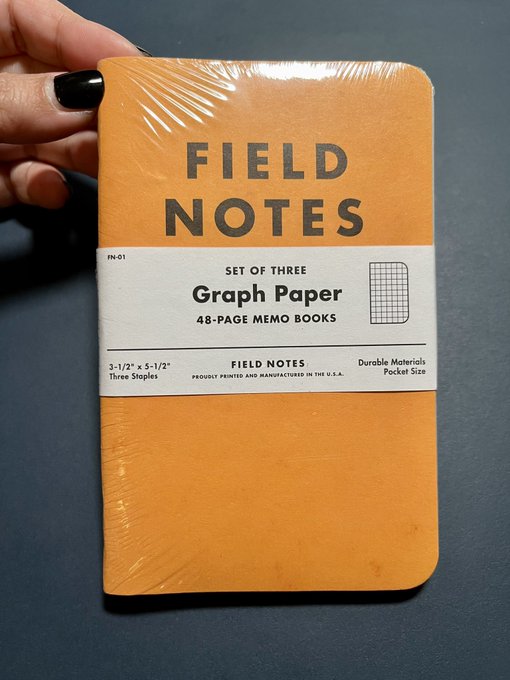 FIELD
NOTES
FN-01
SET OF THREE
Graph Paper
48-PAGE MEMO BOOKS
3-1/2" x 5-1/2"
Three Staples
FIELD NOTES
PROUDLY PRINTED AND MANUFACTURED IN THE U.S.A.
Durable Materials
Pocket Size